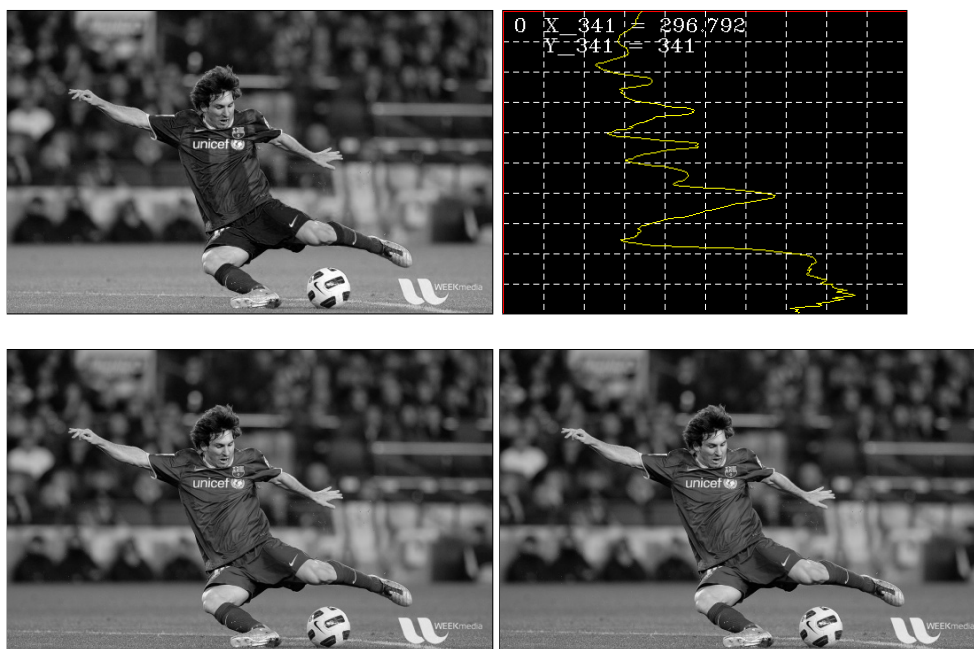 unicef
WEEKmedia
0 X_341 = 296.792
Y_341 = 341
unicef
WEEKmedia
unicef
WEEKmedia